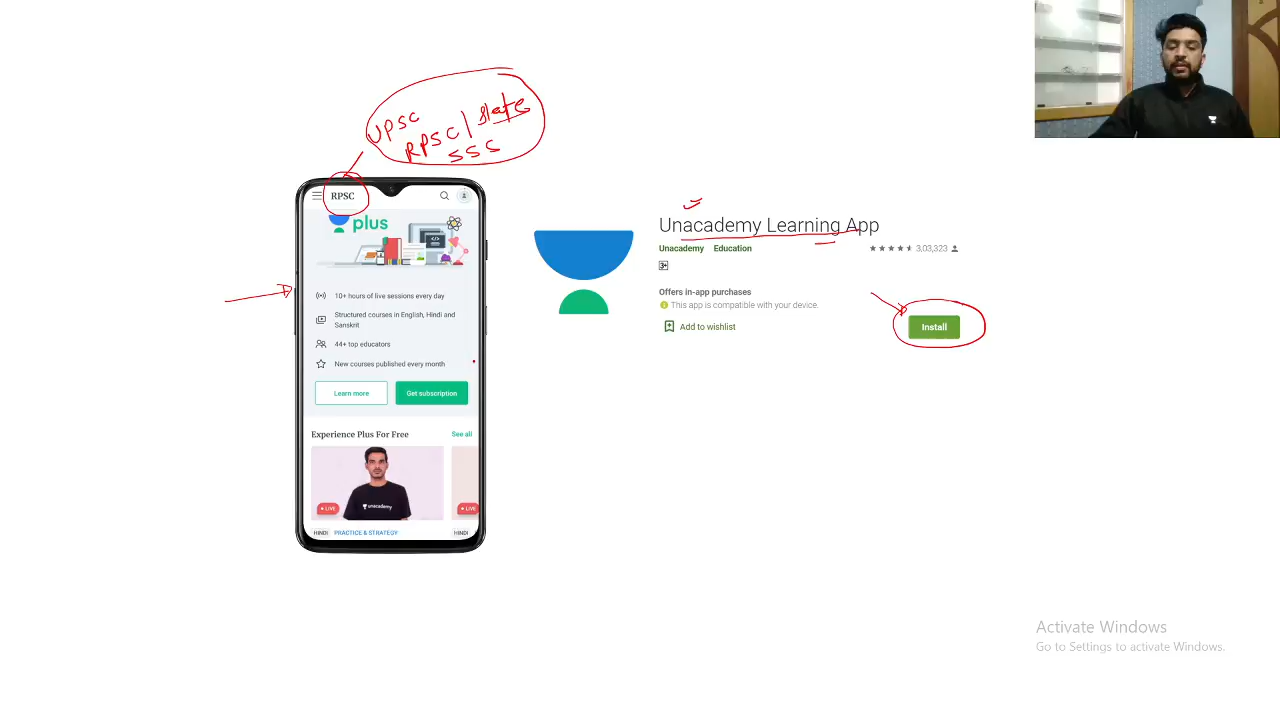 UPSC
RPSC / state
SSS
RPSC
plus
10+ hours of live sessions every day
Structured courses in English, Hindi and
Sanskrit
44+ top educators
New courses published every month
Learn more
Get subscription
Experience Plus For Free
See all
unacademy
LIVE
LIVE
HINDI PRACTICE & STRATEGY
HINDI
Unacademy Learning App
Unacademy Education
3,03,323
3+
Offers in-app purchases
This app is compatible with your device.
Add to wishlist
Install
Activate Windows
Go to Settings to activate Windows.